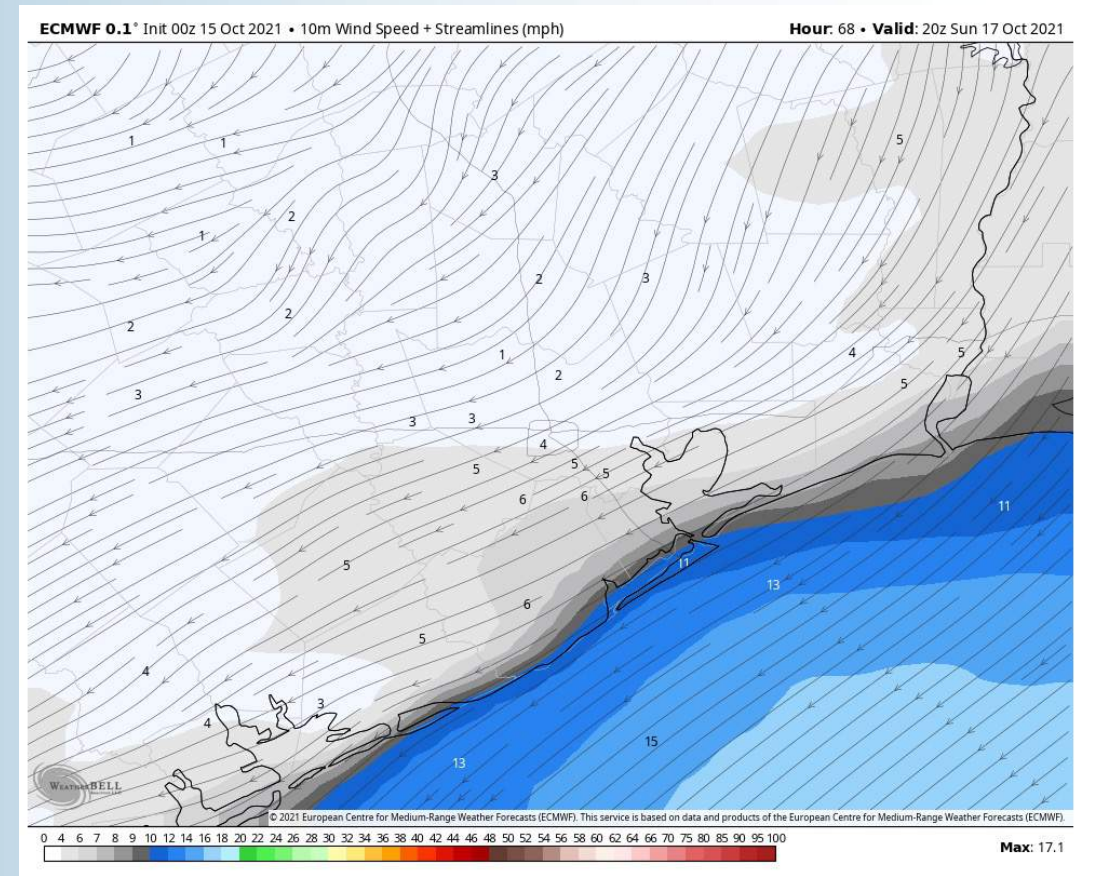 ECMWF 0.1° Init 00z 15 Oct 2021 • 10m Wind Speed + Streamlines (mph)
Hour: 68 • Valid: 20z Sun 17 Oct 2021
5
1 1
3
2
1
2 3
2 2
1 4 5
2
3 5
3 3
4
5 5 5
6 6
11
11
5 13
6
5
4
3
4
15
13
WEATHERBELL
© 2021 European Centre for Medium-Range Weather Forecasts (ECMWF). This service is based on data and products of the European Centre for Medium-Range Weather Forecasts (ECMWF).
0 4 6 7 8 9 10 12 14 16 18 20 22 24 26 28 30 32 34 36 38 40 42 44 46 48 50 52 54 56 58 60 62 64 66 70 75 80 85 90 95 100
Max: 17.1